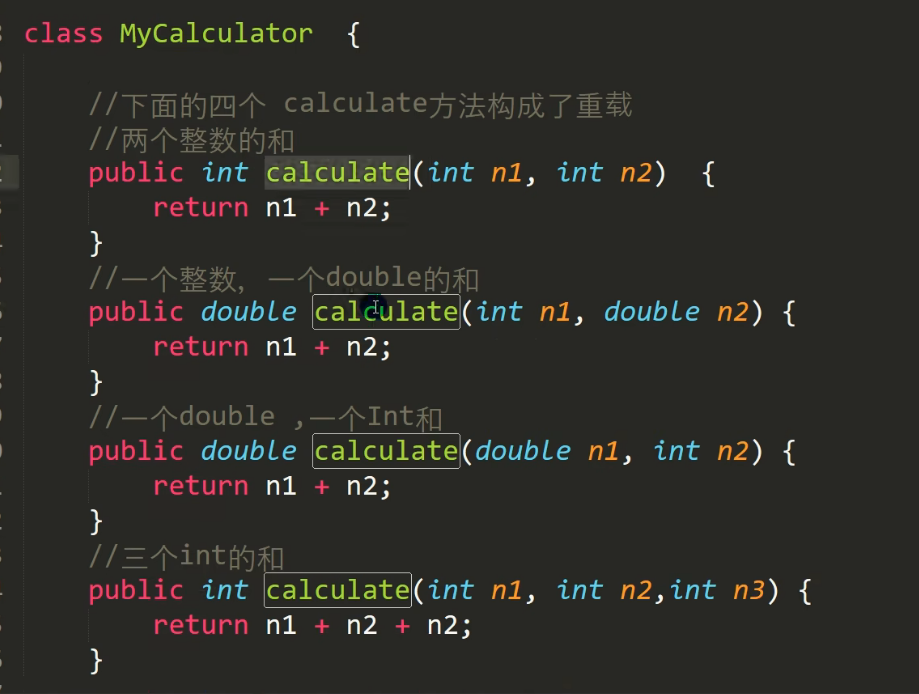 class MyCalculator  {
//下面的四个 calculate方法构成了重载
//两个整数的和
public int calculate(int n1, int n2)  {
return n1 + n2;
}
//一个整数，一个double的和
public double calculate(int n1, double n2) {
return n1 + n2;
}
//一个double ,一个Int和
public double calculate(double n1, int n2) {
return n1 + n2;
}
//三个int的和
public int calculate(int n1, int n2,int n3) {
return n1 + n2 + n2;
}